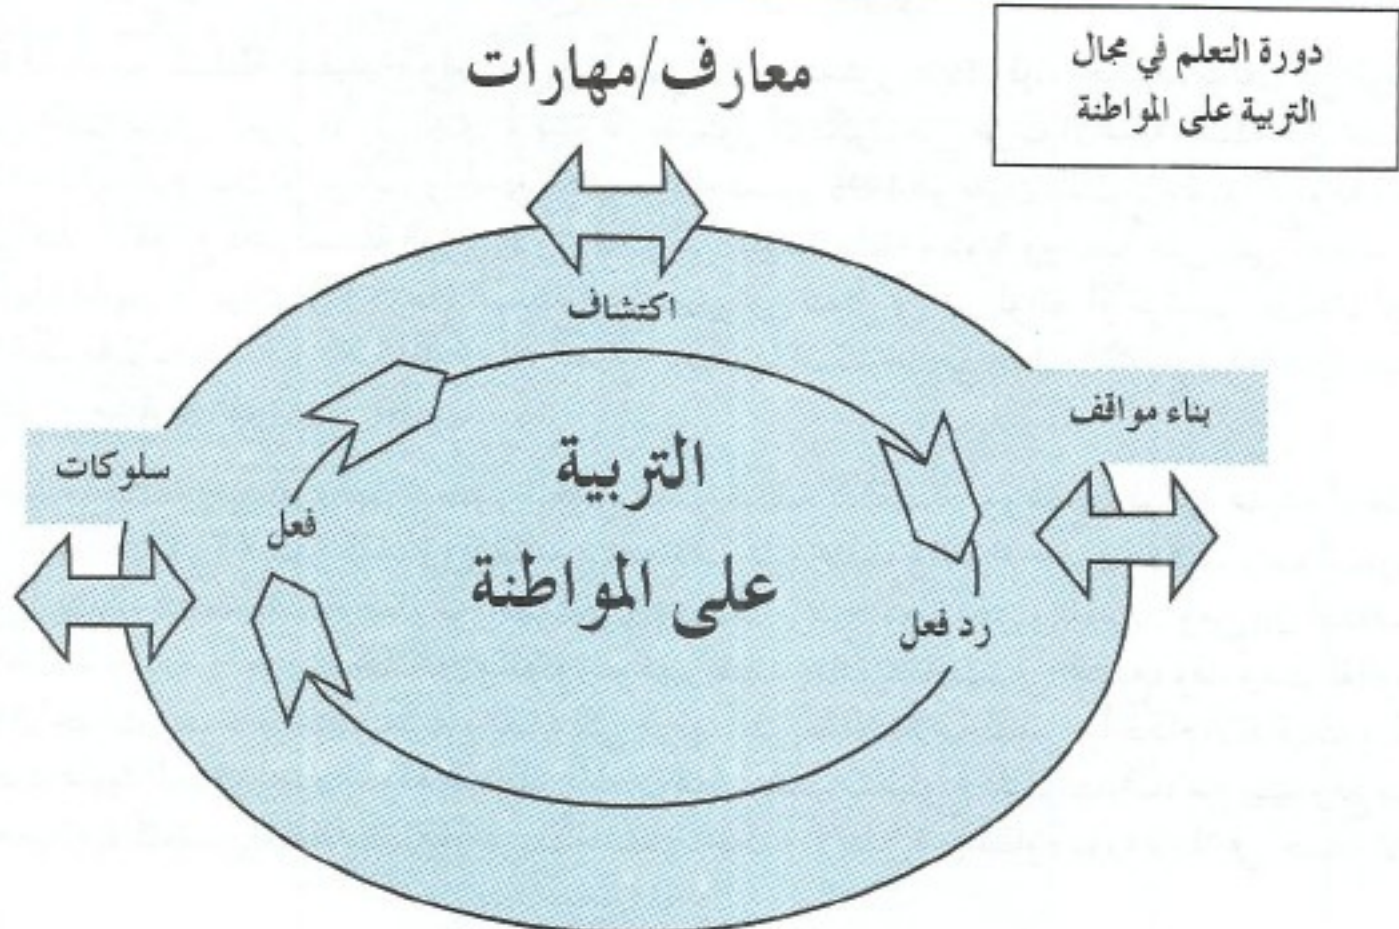 دورة التعلم في مجال
التربية على المواطنة
معارف/مهارات
اكتشاف
بناء مواقف
سلوكات
فعل
التربية
على المواطنة
رد فعل